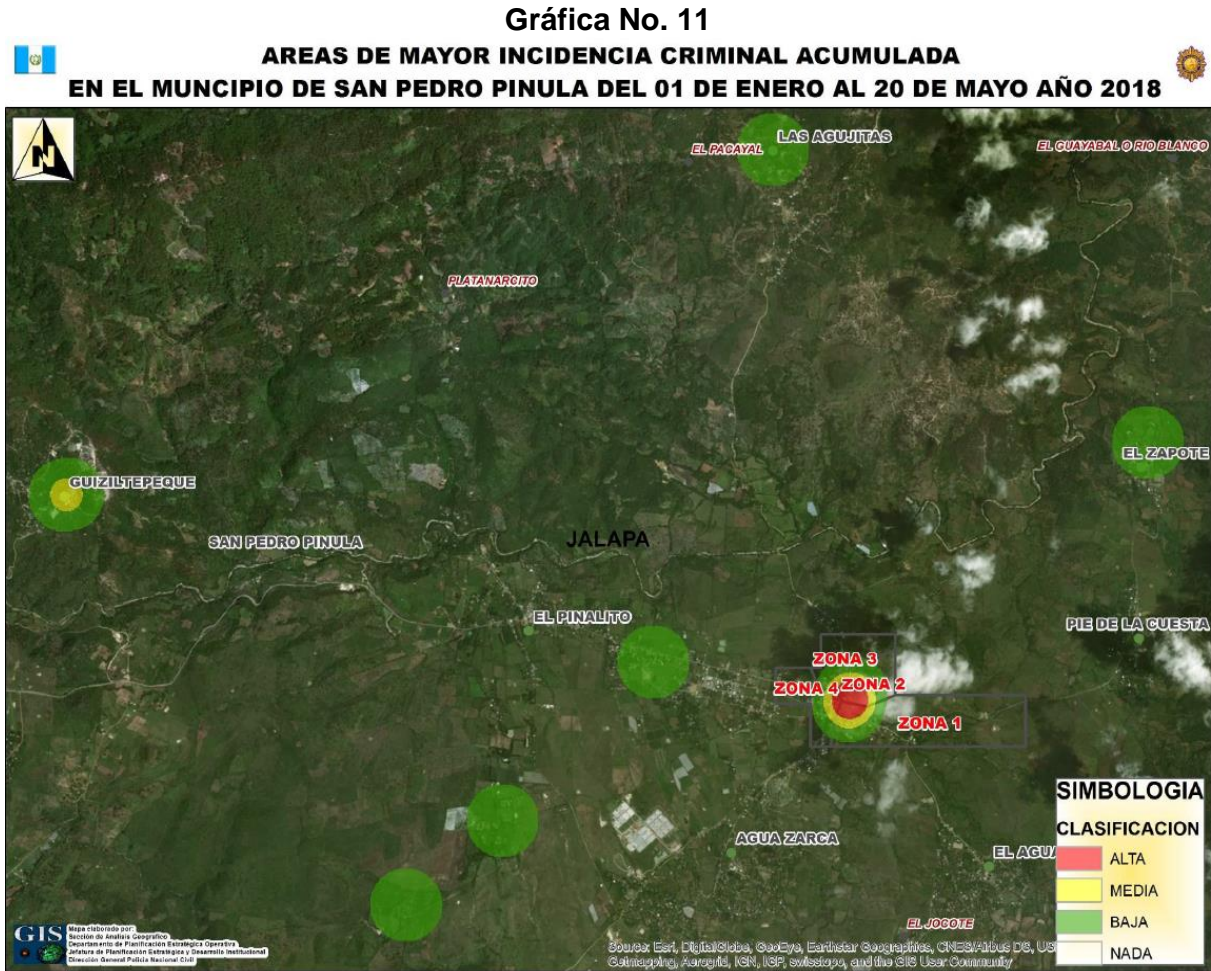 Gráfica No. 11
AREAS DE MAYOR INCIDENCIA CRIMINAL ACUMULADA
EN EL MUNCIPIO DE SAN PEDRO PINULA DEL 01 DE ENERO AL 20 DE MAYO AÑO 2018
N
LAS AGUJITAS
EL PACAYAL
EL GUAYABAL O RIO BLANCO
PLATANARCITO
EL ZAPOTE
GUIZILTEPEQUE
SAN PEDRO PINULA
JALAPA
EL PINALITO
PIE DE LA CUESTA
ZONA 3
ZONA 4
ZONA 2
ZONA 1
AGUA ZARCA
EL AGUA
EL JOCOTE
SIMBOLOGIA
CLASIFICACION
ALTA
MEDIA
BAJA
NADA
GIS
Mapa elaborado por:
Sección de Analisis Geografico
Departamento de Planificación Estratégica Operativa
Jefatura de Planificación Estratégica y Desarrollo Institucional
Dirección General Policia Nacional Civil
Source: Esri, DigitalGlobe, GeoEye, Earthstar Geographics, CNES/Airbus DS, US
Getmapping, Aerogrid, IGN, IGP, swisstopo, and the GIS User Community